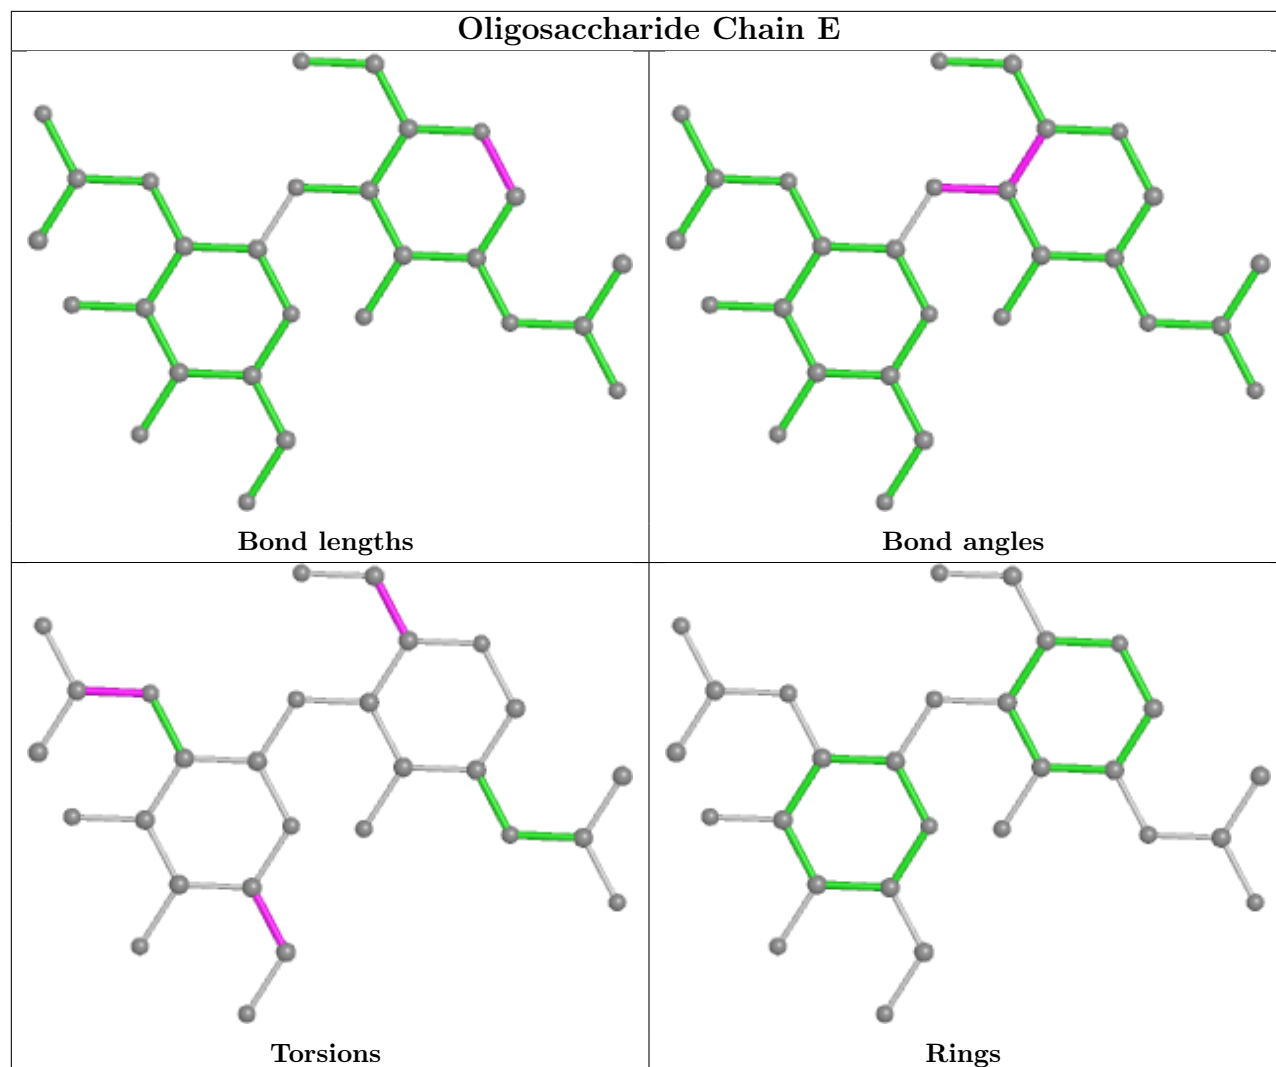 Oligosaccharide Chain E
Bond lengths
Bond angles
Torsions
Rings